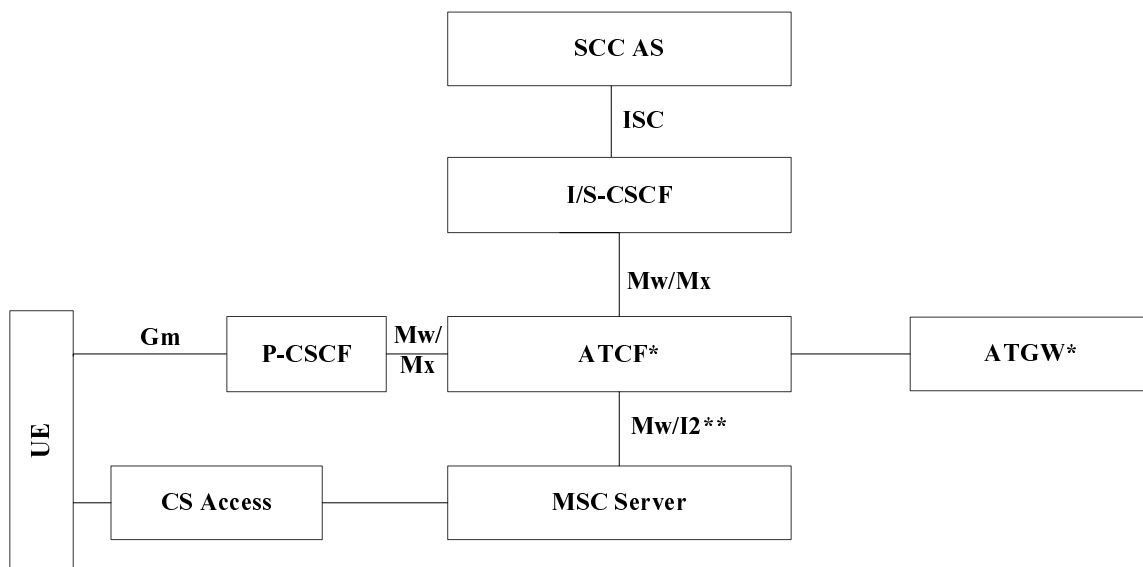 SCC AS
ISC
I/S-CSCF
Mw/Mx
Gm
P-CSCF
Mw/
Mx
ATCF*
ATGW*
Mw/I2**
UE
CS Access
MSC Server